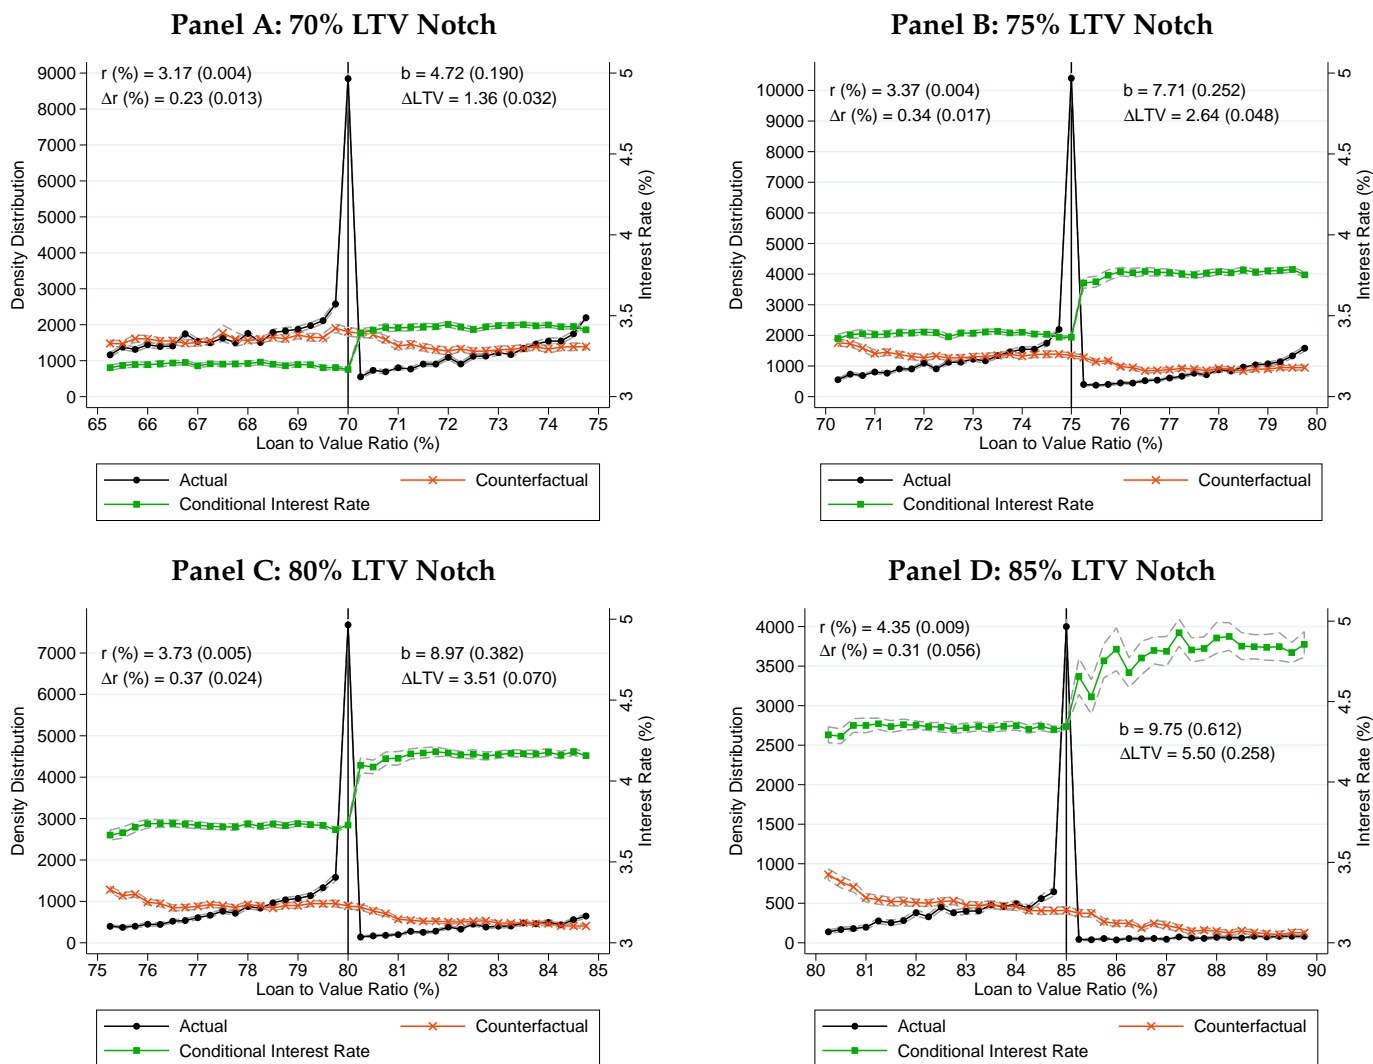 Panel A: 70% LTV Notch
r (%) = 3.17 (0.004)
Δr (%) = 0.23 (0.013)
b = 4.72 (0.190)
ΔLTV = 1.36 (0.032)
Density Distribution
9000
8000
7000
6000
5000
4000
3000
2000
1000
0
Interest Rate (%)
5
4.5
4
3.5
3
65 66 67 68 69 70 71 72 73 74 75
Loan to Value Ratio (%)
Actual
Counterfactual
Conditional Interest Rate
Panel B: 75% LTV Notch
r (%) = 3.37 (0.004)
Δr (%) = 0.34 (0.017)
b = 7.71 (0.252)
ΔLTV = 2.64 (0.048)
Density Distribution
10000
9000
8000
7000
6000
5000
4000
3000
2000
1000
0
Interest Rate (%)
5
4.5
4
3.5
3
70 71 72 73 74 75 76 77 78 79 80
Loan to Value Ratio (%)
Actual
Counterfactual
Conditional Interest Rate
Panel C: 80% LTV Notch
r (%) = 3.73 (0.005)
Δr (%) = 0.37 (0.024)
b = 8.97 (0.382)
ΔLTV = 3.51 (0.070)
Density Distribution
7000
6000
5000
4000
3000
2000
1000
0
Interest Rate (%)
5
4.5
4
3.5
3
75 76 77 78 79 80 81 82 83 84 85
Loan to Value Ratio (%)
Actual
Counterfactual
Conditional Interest Rate
Panel D: 85% LTV Notch
r (%) = 4.35 (0.009)
Δr (%) = 0.31 (0.056)
b = 9.75 (0.612)
ΔLTV = 5.50 (0.258)
Density Distribution
4000
3500
3000
2500
2000
1500
1000
500
0
Interest Rate (%)
5
4.5
4
3.5
3
80 81 82 83 84 85 86 87 88 89 90
Loan to Value Ratio (%)
Actual
Counterfactual
Conditional Interest Rate